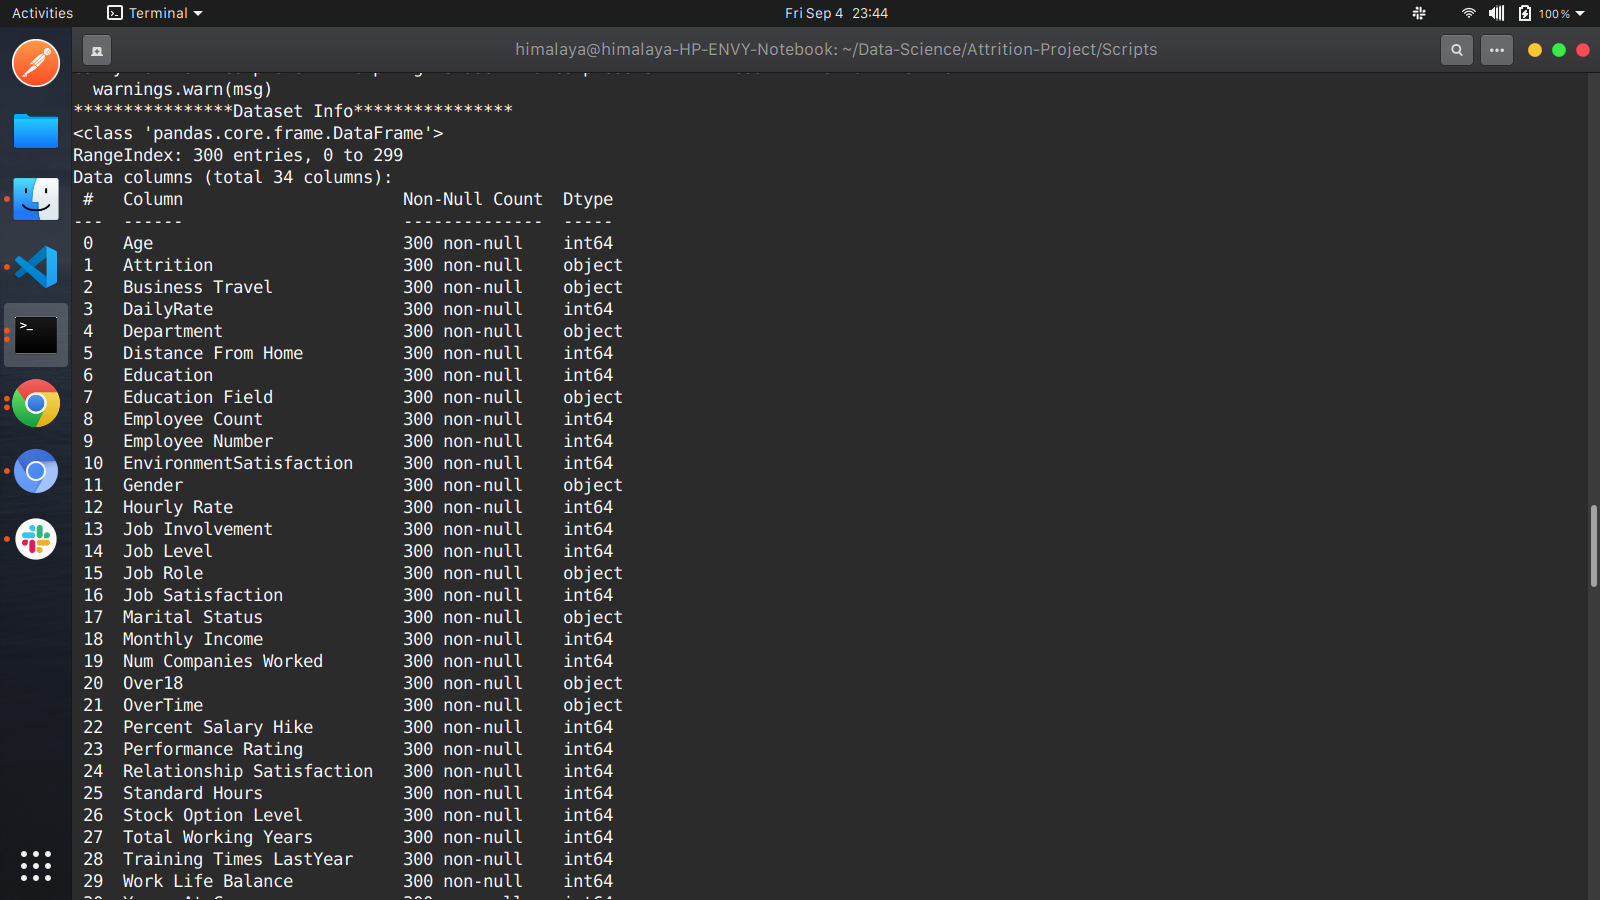 Activities Terminal Fri Sep 4 23:44 100%
himalaya@himalaya-HP-ENVY-Notebook: ~/Data-Science/Attrition-Project/Scripts
warnings.warn(msg)
****************Dataset Info****************
<class 'pandas.core.frame.DataFrame'>
RangeIndex: 300 entries, 0 to 299
Data columns (total 34 columns):
# Column Non-Null Count Dtype
--- ------ -------------- -----
0 Age 300 non-null int64
1 Attrition 300 non-null object
2 Business Travel 300 non-null object
3 DailyRate 300 non-null int64
4 Department 300 non-null object
5 Distance From Home 300 non-null int64
6 Education 300 non-null int64
7 Education Field 300 non-null object
8 Employee Count 300 non-null int64
9 Employee Number 300 non-null int64
10 EnvironmentSatisfaction 300 non-null int64
11 Gender 300 non-null object
12 Hourly Rate 300 non-null int64
13 Job Involvement 300 non-null int64
14 Job Level 300 non-null int64
15 Job Role 300 non-null object
16 Job Satisfaction 300 non-null int64
17 Marital Status 300 non-null object
18 Monthly Income 300 non-null int64
19 Num Companies Worked 300 non-null int64
20 Over18 300 non-null object
21 OverTime 300 non-null object
22 Percent Salary Hike 300 non-null int64
23 Performance Rating 300 non-null int64
24 Relationship Satisfaction 300 non-null int64
25 Standard Hours 300 non-null int64
26 Stock Option Level 300 non-null int64
27 Total Working Years 300 non-null int64
28 Training Times LastYear 300 non-null int64
29 Work Life Balance 300 non-null int64